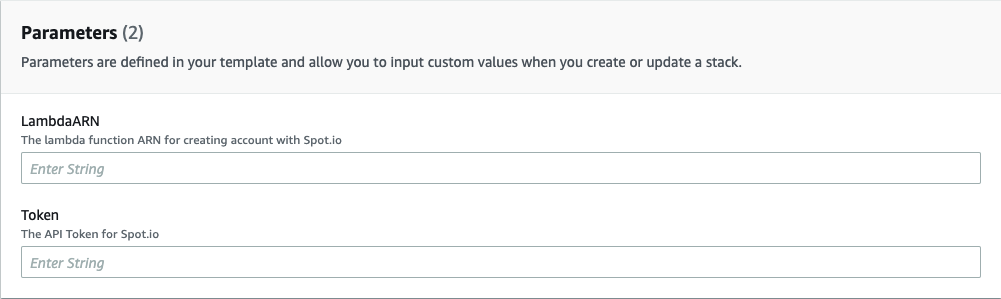 Parameters (2)
Parameters are defined in your template and allow you to input custom values when you create or update a stack.
LambdaARN
The lambda function ARN for creating account with Spot.io
Enter String
Token
The API Token for Spot.io
Enter String